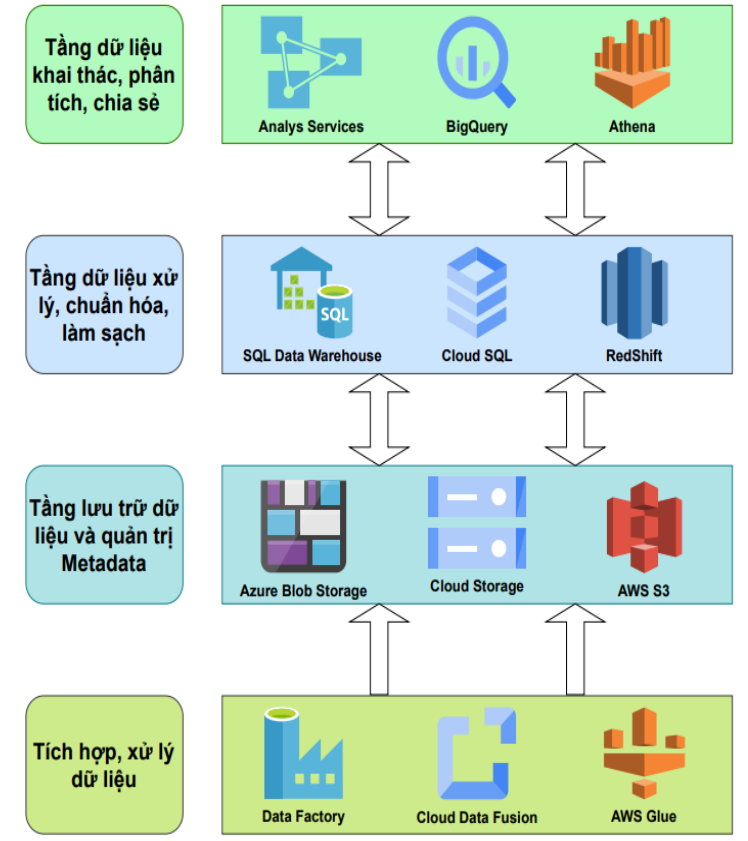 Tầng dữ liệu
khai thác, phân
tích, chia sẻ
Analys Services
BigQuery
Athena
Tầng dữ liệu xử
lý, chuẩn hóa,
làm sạch
SQL
SQL Data Warehouse
Cloud SQL
RedShift
Tầng lưu trữ dữ
liệu và quản trị
Metadata
Azure Blob Storage
Cloud Storage
AWS S3
Tích hợp, xử lý
dữ liệu
Data Factory
Cloud Data Fusion
AWS Glue